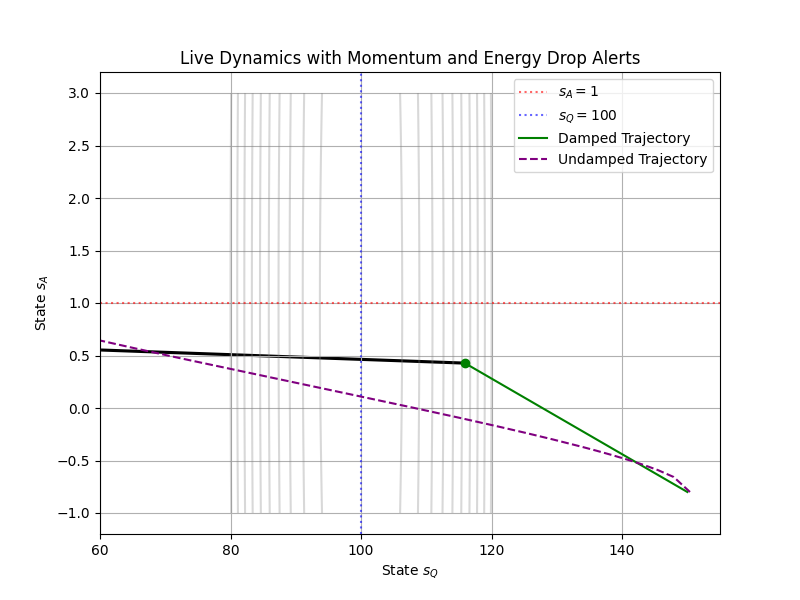 Live Dynamics with Momentum and Energy Drop Alerts
3.0
2.5
2.0
1.5
1.0
0.5
0.0
−0.5
−1.0
State s_A
s_A = 1
s_Q = 100
Damped Trajectory
Undamped Trajectory
60 80 100 120 140
State s_Q